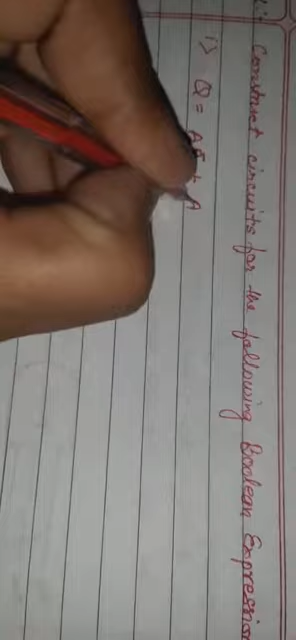 Construct circuits for the following Boolean Expression
i) Q = A + A